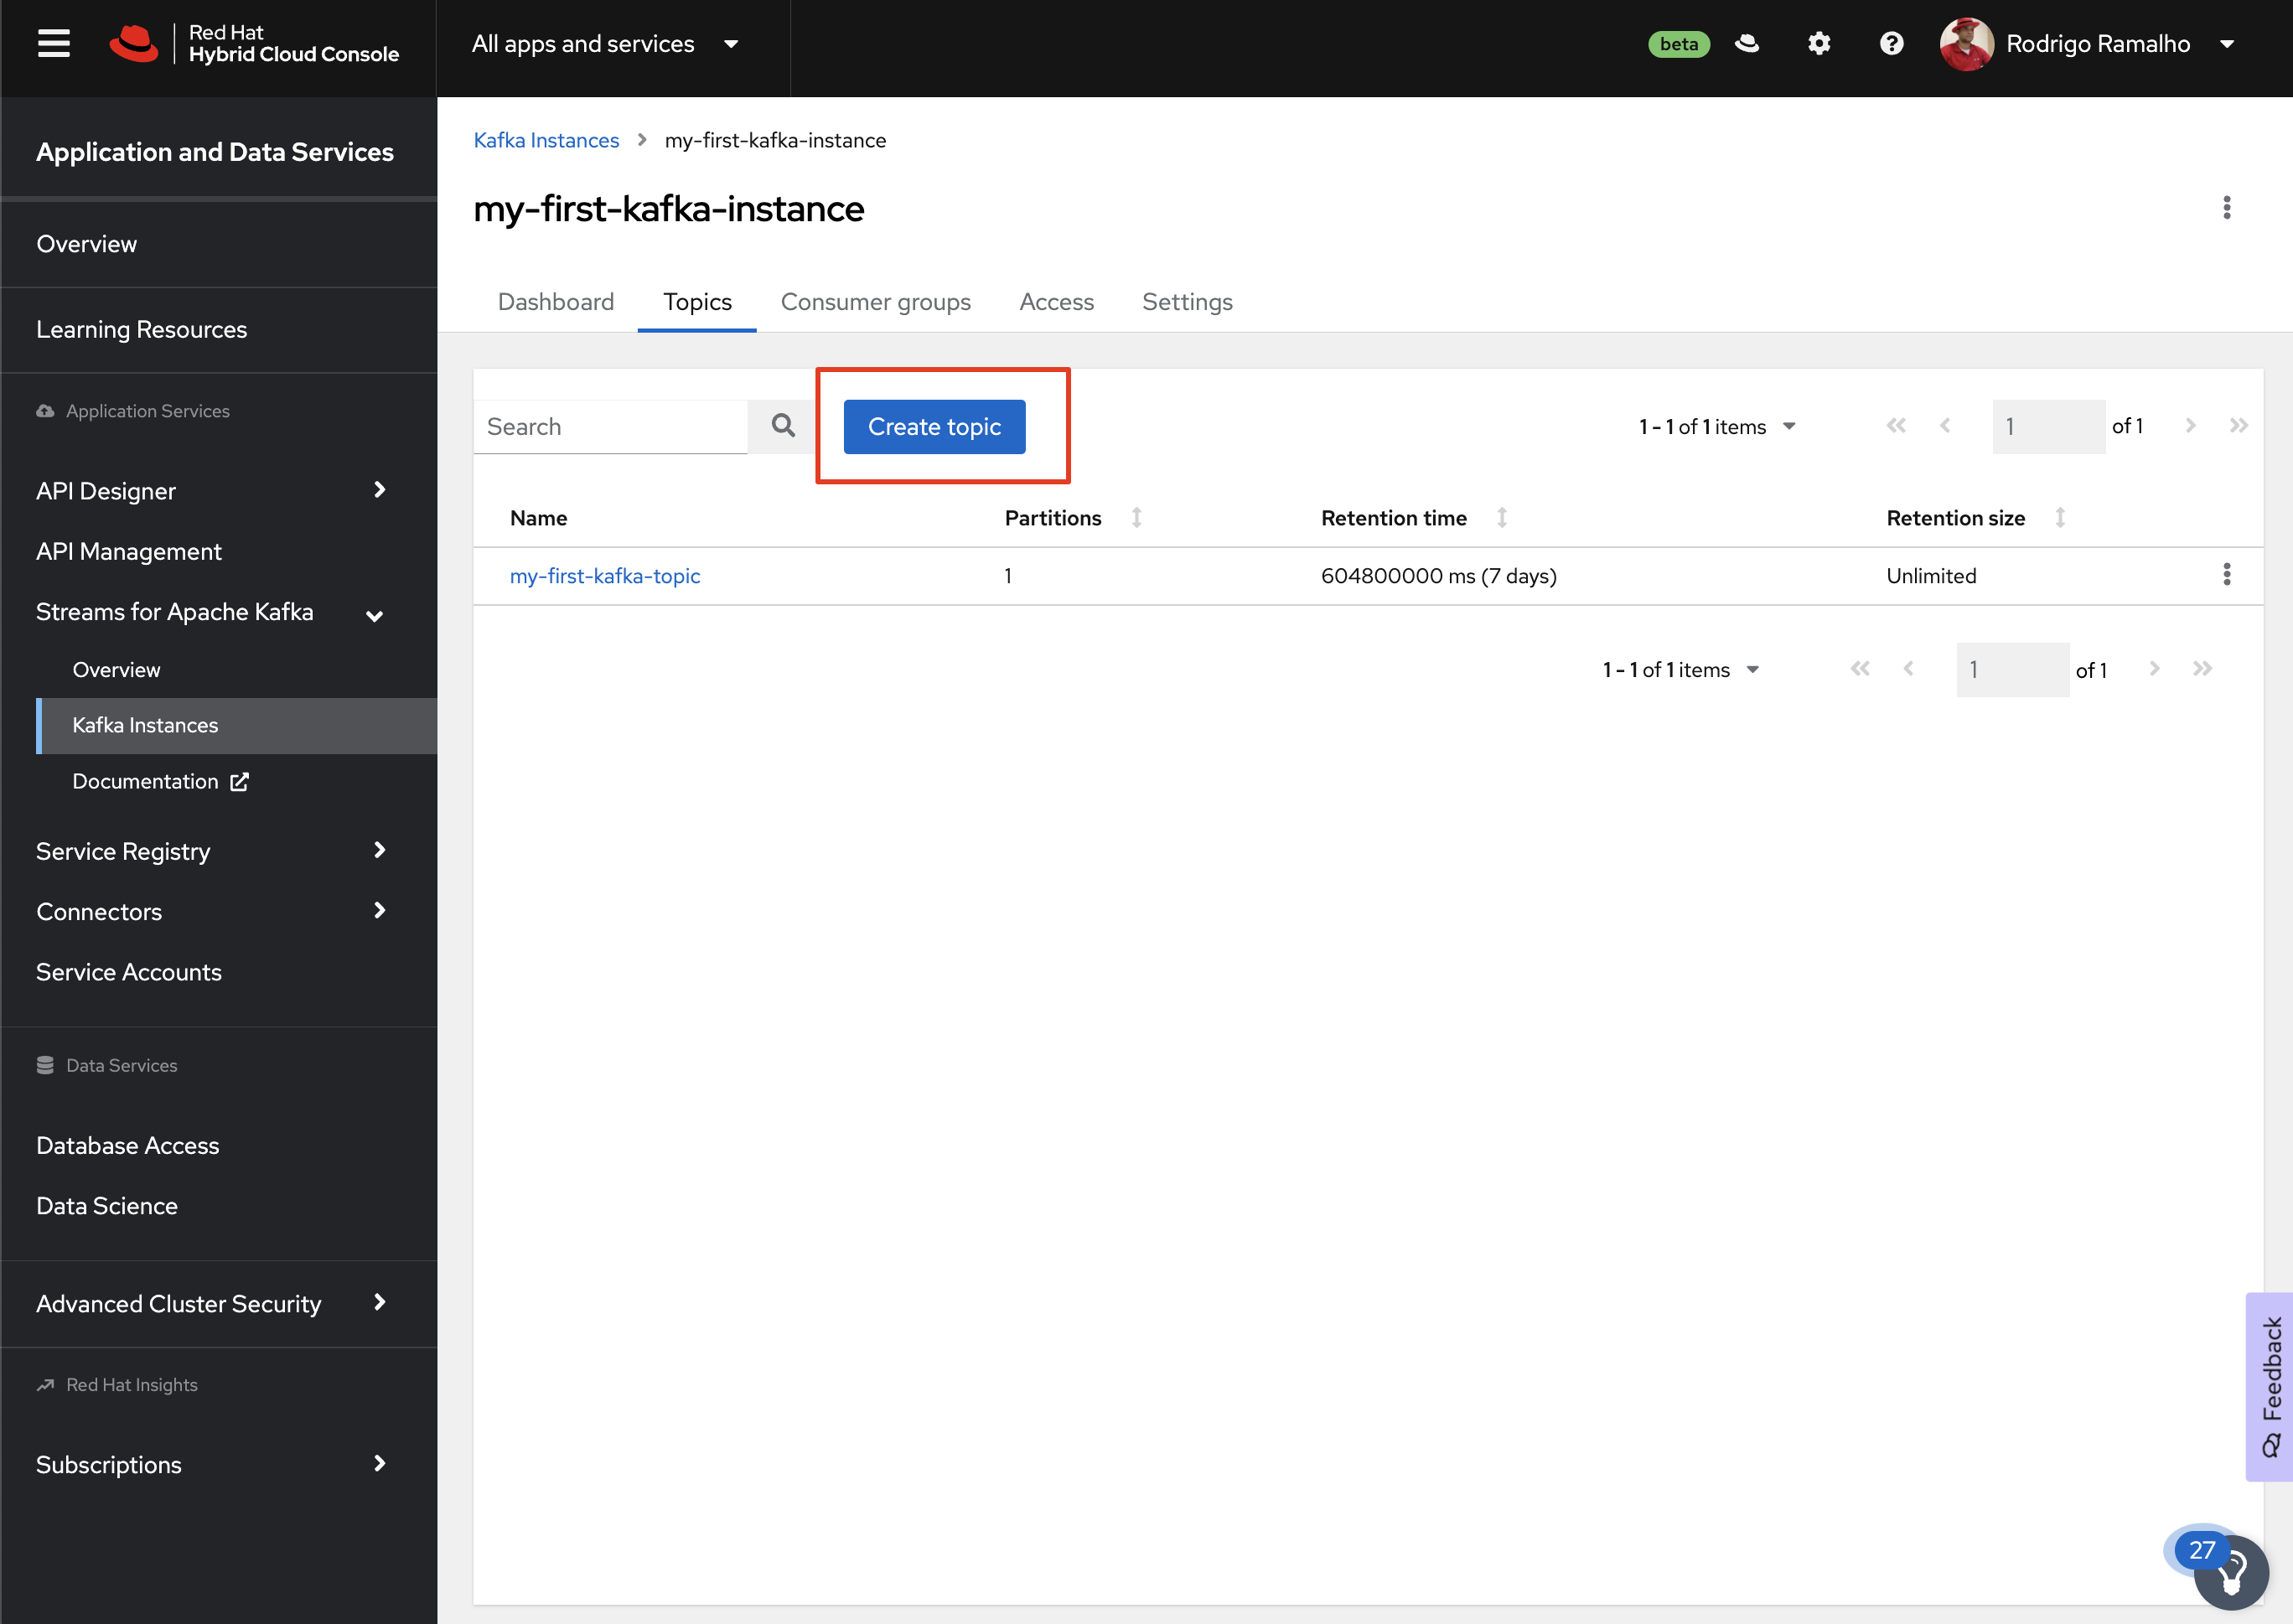 Red Hat
Hybrid Cloud Console
All apps and services
beta
Rodrigo Ramalho
Application and Data Services
Overview
Learning Resources
Application Services
API Designer
API Management
Streams for Apache Kafka
Overview
Kafka Instances
Documentation
Service Registry
Connectors
Service Accounts
Data Services
Database Access
Data Science
Advanced Cluster Security
Red Hat Insights
Subscriptions
Kafka Instances > my-first-kafka-instance
my-first-kafka-instance
Dashboard Topics Consumer groups Access Settings
Search Create topic 1 - 1 of 1 items 1 of 1
Name Partitions Retention time Retention size
my-first-kafka-topic 1 604800000 ms (7 days) Unlimited
1 - 1 of 1 items 1 of 1
Feedback
27